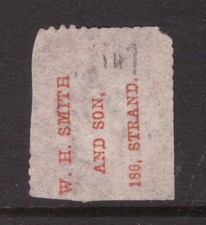 W. H. SMITH
AND SON,
186, STRAND.